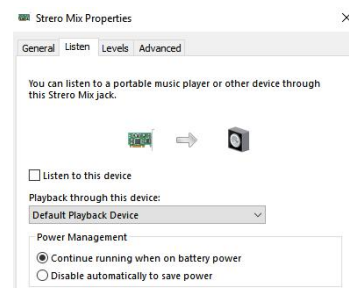 Strero Mix Properties
General Listen Levels Advanced
You can listen to a portable music player or other device through
this Strero Mix jack.
Listen to this device
Playback through this device:
Default Playback Device
Power Management
Continue running when on battery power
Disable automatically to save power